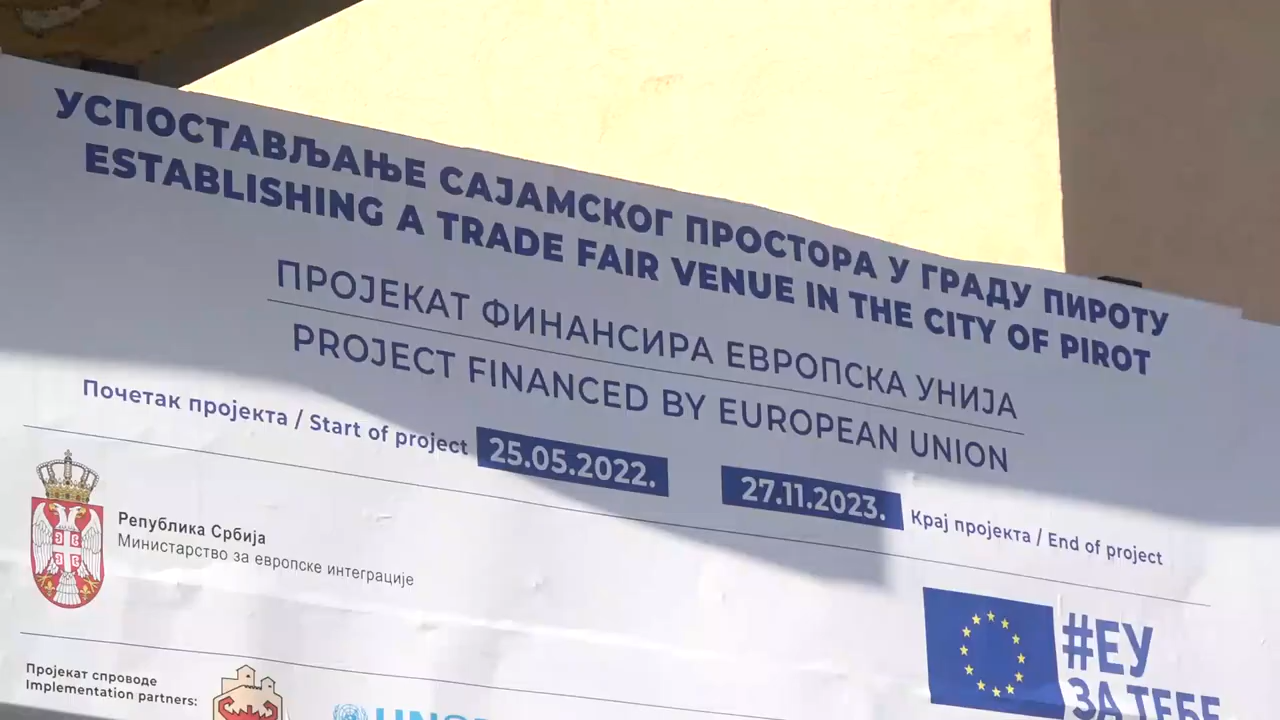 УСПОСТАВЉАЊЕ САЈАМСКОГ ПРОСТОРА У ГРАДУ ПИРОТУ
ESTABLISHING A TRADE FAIR VENUE IN THE CITY OF PIROT
ПРОЈЕКАТ ФИНАНСИРА ЕВРОПСКА УНИЈА
PROJECT FINANCED BY EUROPEAN UNION
Почетак пројекта / Start of project 25.05.2022. 27.11.2023. Крај пројекта / End of project
Република Србија
Министарство за европске интеграције
#ЕУ
ЗА ТЕБЕ
Пројекат спроводе
Implementation partners: